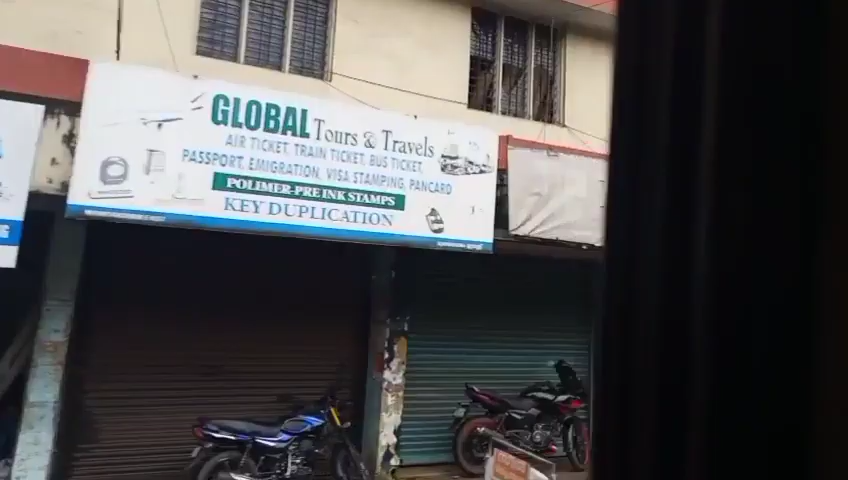 GLOBAL Tours & Travels
AIR TICKET, TRAIN TICKET, BUS TICKET,
PASSPORT, EMIGRATION, VISA STAMPING, PANCARD
POLIMER-PRE INK STAMPS
KEY DUPLICATION